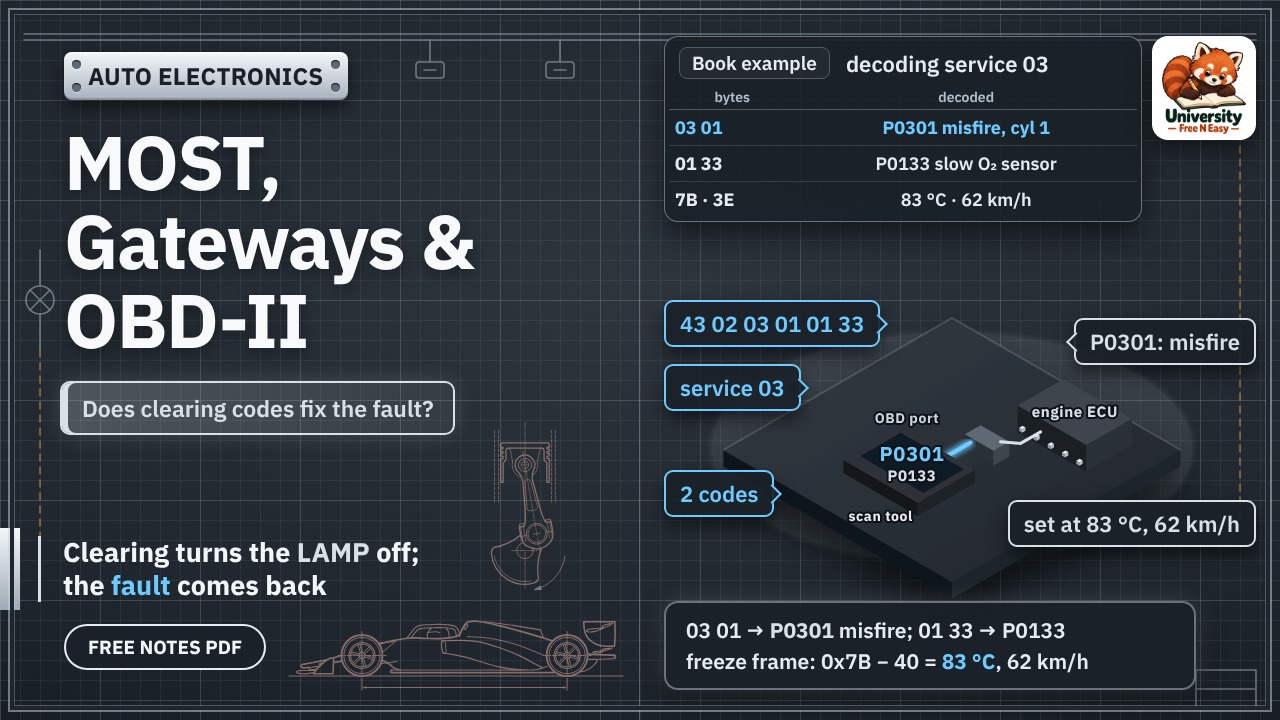 AUTO ELECTRONICS
MOST,
Gateways &
OBD-II
Does clearing codes fix the fault?
Clearing turns the LAMP off;
the fault comes back
FREE NOTES PDF
Book example decoding service 03
bytes decoded
03 01 P0301 misfire, cyl 1
01 33 P0133 slow O₂ sensor
7B · 3E 83 °C · 62 km/h
University
Free N Easy
43 02 03 01 01 33
P0301: misfire
service 03
OBD port
engine ECU
P0301
P0133
2 codes
scan tool
set at 83 °C, 62 km/h
03 01 → P0301 misfire; 01 33 → P0133
freeze frame: 0x7B – 40 = 83 °C, 62 km/h